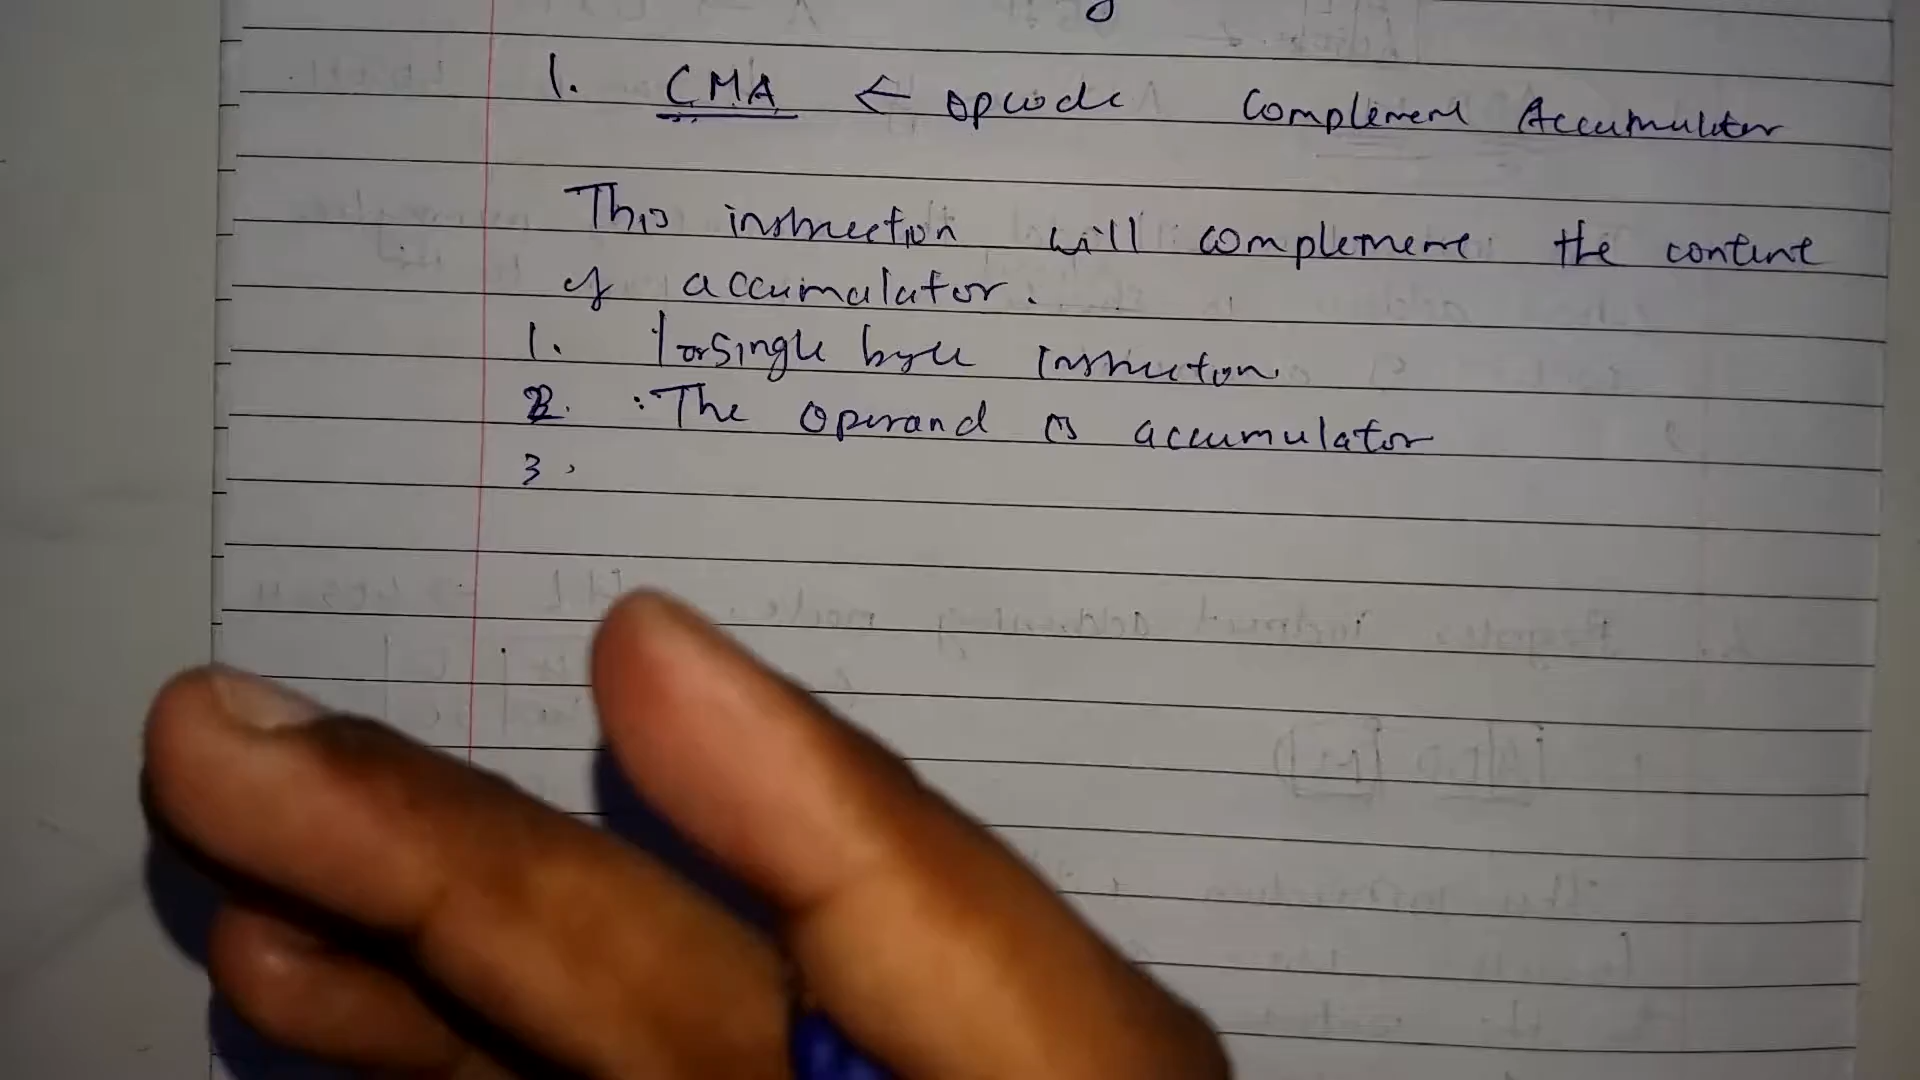 1. CMA ← opcode Complement Accumulator
This instruction will complement the content
of accumulator.
1. 1 or single byte instruction.
2. :The operand is accumulator
3.